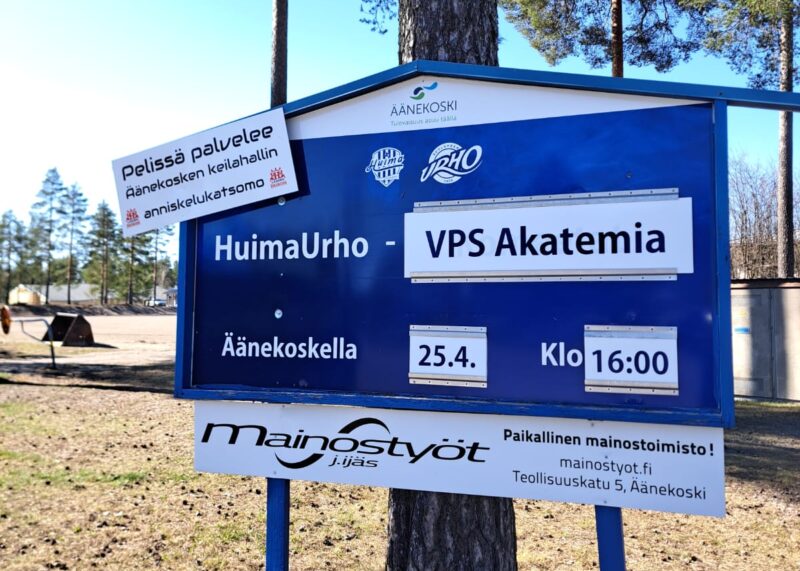 ÄÄNEKOSKI
Tulevaisuus asuu täällä
Pelissä palvelee
Äänekosken keilahallin
anniskelukatsomo
Huima
URHO
HuimaUrho - VPS Akatemia
Äänekoskella 25.4. Klo 16:00
mainostyöt
j.ijäs
Paikallinen mainostoimisto!
mainostyot.fi
Teollisuuskatu 5, Äänekoski